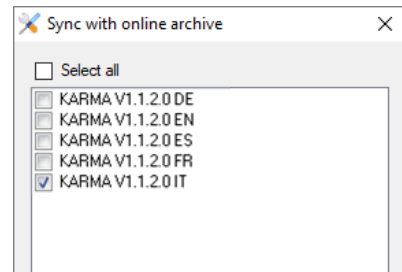 Sync with online archive
Select all
KARMA V1.1.2.0 DE
KARMA V1.1.2.0 EN
KARMA V1.1.2.0 ES
KARMA V1.1.2.0 FR
KARMA V1.1.2.0 IT